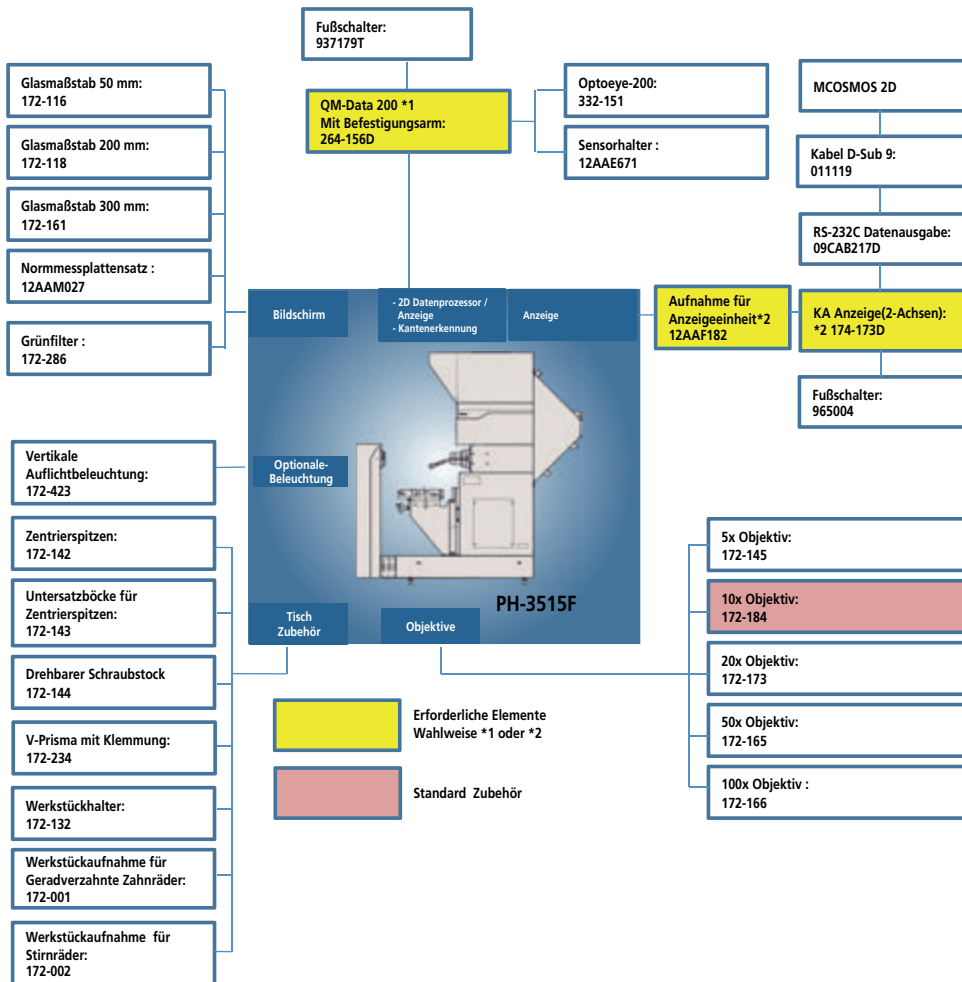 Fußschalter:
937179T
Glasmaßstab 50 mm:
172-116
Glasmaßstab 200 mm:
172-118
Glasmaßstab 300 mm:
172-161
Normmessplattensatz :
12AAM027
Grünfilter :
172-286
QM-Data 200 *1
Mit Befestigungsarm:
264-156D
Optoeye-200:
332-151
Sensorhalter :
12AAE671
MCOSMOS 2D
Kabel D-Sub 9:
011119
RS-232C Datenausgabe:
09CAB217D
Bildschirm
- 2D Datenprozessor /
Anzeige
- Kantenerkennung
Anzeige
Aufnahme für
Anzeigeeinheit*2
12AAF182
KA Anzeige(2-Achsen):
*2 174-173D
Fußschalter:
965004
Vertikale
Auflichtbeleuchtung:
172-423
Optionale-
Beleuchtung
Zentrierspitzen:
172-142
Untersatzböcke für
Zentrierspitzen:
172-143
Drehbarer Schraubstock
172-144
V-Prisma mit Klemmung:
172-234
Werkstückhalter:
172-132
Werkstückaufnahme für
Geradverzahnte Zahnräder:
172-001
Werkstückaufnahme für
Stirnräder:
172-002
PH-3515F
Tisch
Zubehör
Objektive
5x Objektiv:
172-145
10x Objektiv:
172-184
20x Objektiv:
172-173
50x Objektiv:
172-165
100x Objektiv :
172-166
Erforderliche Elemente
Wahlweise *1 oder *2
Standard Zubehör